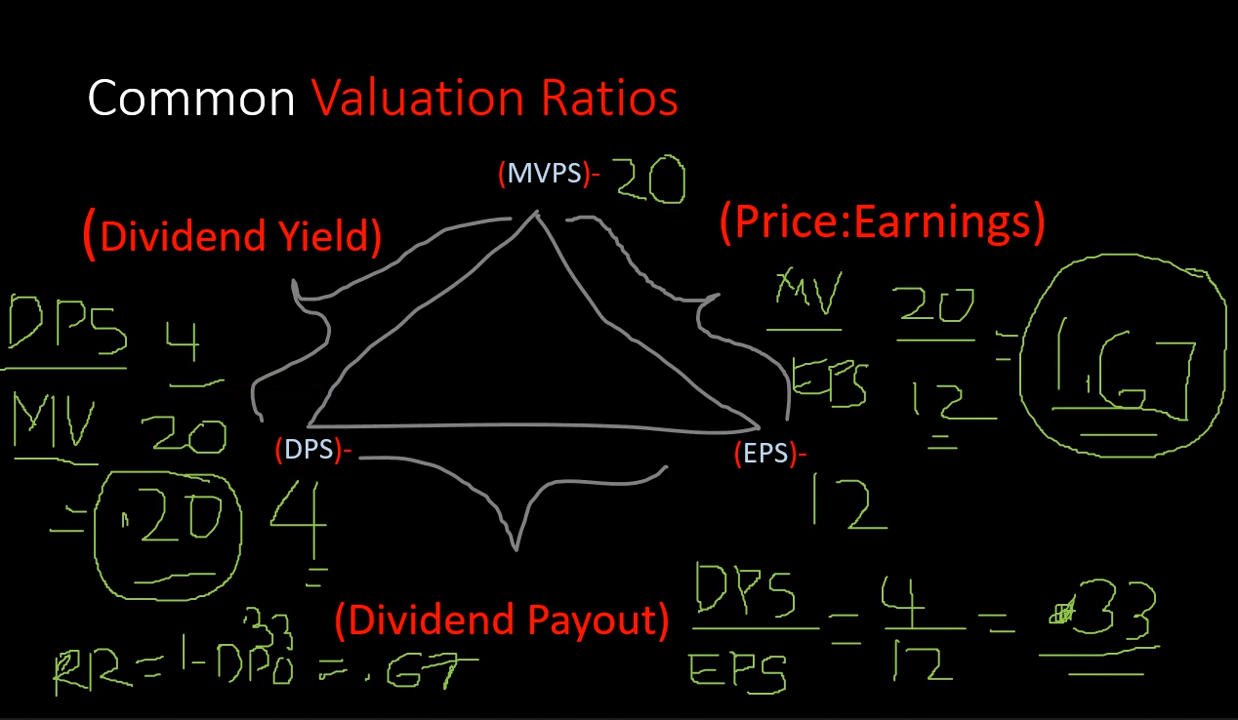 Common Valuation Ratios
(MVPS)- 20
(Dividend Yield)
(Price:Earnings)
DPS 4
MV 20
= .20
MV 20
EPS 12
= 1.67
(DPS)-
4
(EPS)-
12
(Dividend Payout)
DPS = 4 = .33
EPS 12
.33
RR = 1-DPO = .67